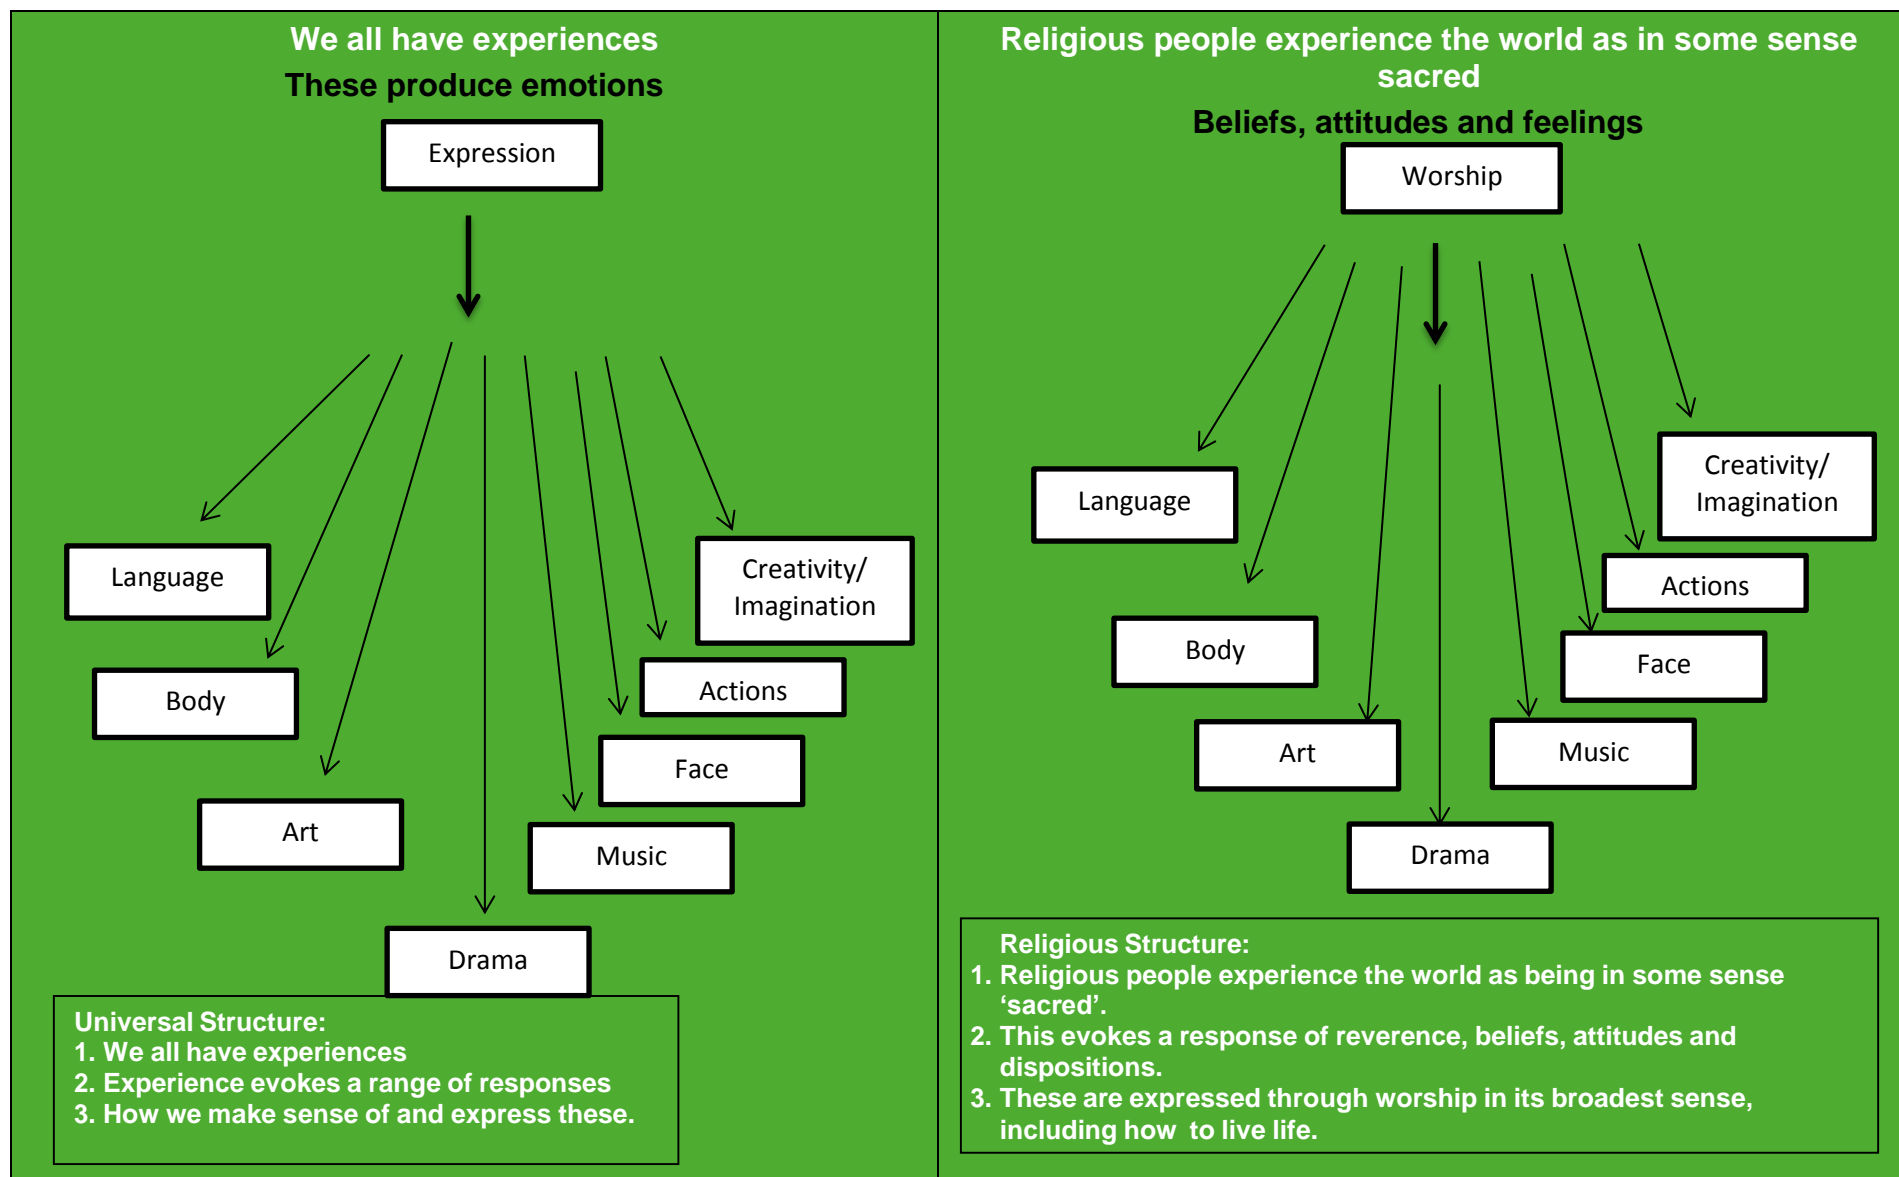 We all have experiences
These produce emotions
Expression
Language
Body
Art
Drama
Music
Face
Actions
Creativity/
Imagination
Universal Structure:
1. We all have experiences
2. Experience evokes a range of responses
3. How we make sense of and express these.
Religious people experience the world as in some sense
sacred
Beliefs, attitudes and feelings
Worship
Language
Body
Art
Drama
Music
Face
Actions
Creativity/
Imagination
Religious Structure:
1. Religious people experience the world as being in some sense
‘sacred’.
2. This evokes a response of reverence, beliefs, attitudes and
dispositions.
3. These are expressed through worship in its broadest sense,
including how to live life.